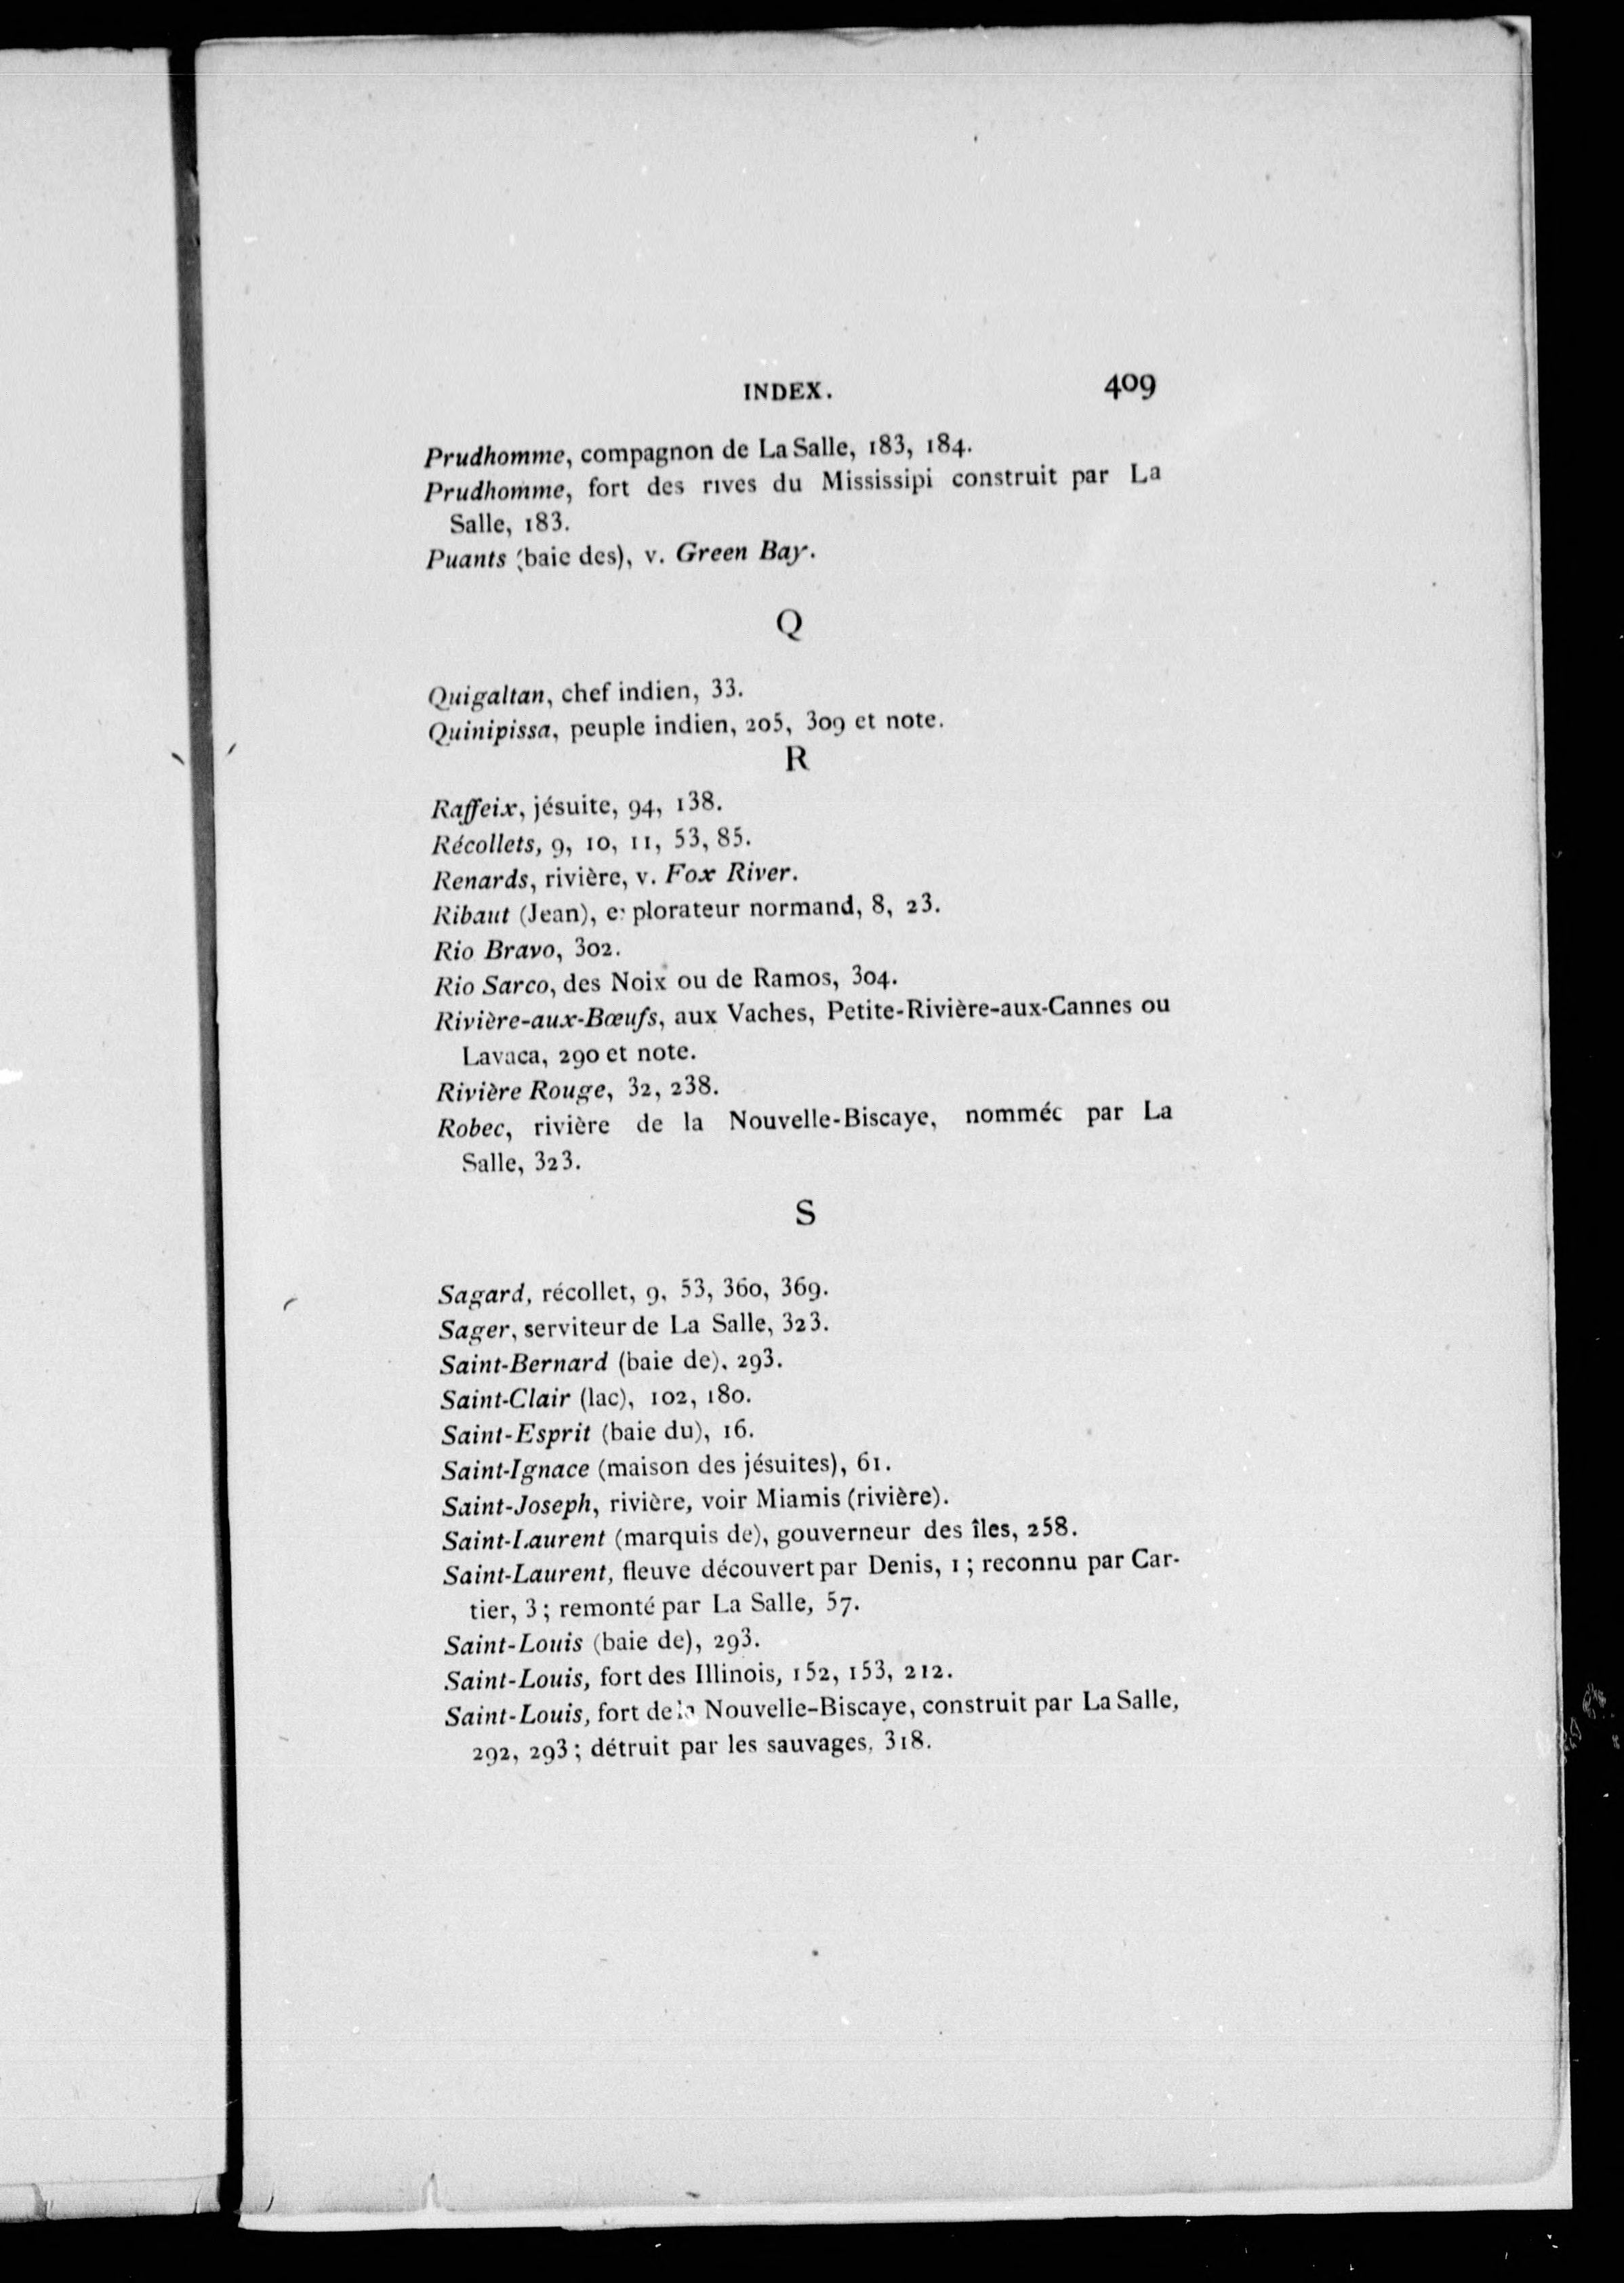 INDEX. 409
Prudhomme, compagnon de La Salle, 183, 184.
Prudhomme, fort des rives du Mississipi construit par La
Salle, 183.
Puants (baie des), v. Green Bay.
Q
Quigaltan, chef indien, 33.
Quinipissa, peuple indien, 205, 309 et note.
R
Raffeix, jésuite, 94, 138.
Récollets, 9, 10, 11, 53, 85.
Renards, rivière, v. Fox River.
Ribaut (Jean), explorateur normand, 8, 23.
Rio Bravo, 302.
Rio Sarco, des Noix ou de Ramos, 304.
Rivière-aux-Bœufs, aux Vaches, Petite-Rivière-aux-Cannes ou
Lavaca, 290 et note.
Rivière Rouge, 32, 238.
Robec, rivière de la Nouvelle-Biscaye, nommée par La
Salle, 323.
S
Sagard, récollet, 9, 53, 360, 369.
Sager, serviteur de La Salle, 323.
Saint-Bernard (baie de), 293.
Saint-Clair (lac), 102, 180.
Saint-Esprit (baie du), 16.
Saint-Ignace (maison des jésuites), 61.
Saint-Joseph, rivière, voir Miamis (rivière).
Saint-Laurent (marquis de), gouverneur des îles, 258.
Saint-Laurent, fleuve découvert par Denis, 1 ; reconnu par Car-
tier, 3 ; remonté par La Salle, 57.
Saint-Louis (baie de), 293.
Saint-Louis, fort des Illinois, 152, 153, 212.
Saint-Louis, fort de la Nouvelle-Biscaye, construit par La Salle,
292, 293 ; détruit par les sauvages, 318.